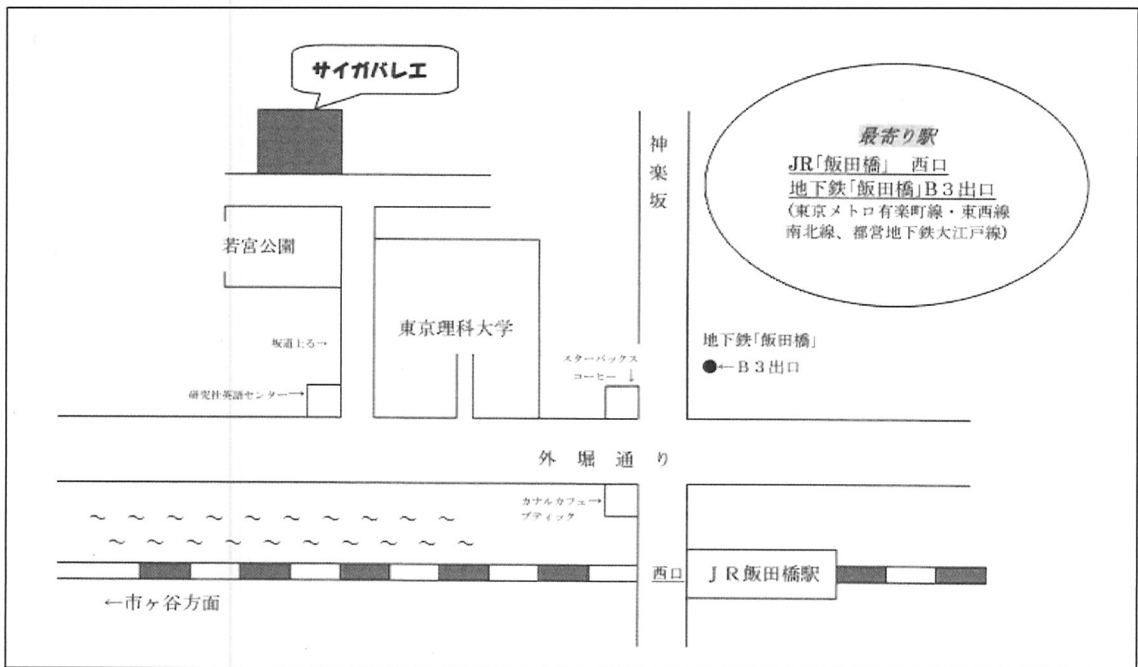 サイガバレエ
神楽坂
最寄り駅
JR「飯田橋」 西口
地下鉄「飯田橋」B3出口
(東京メトロ有楽町線・東西線
南北線、都営地下鉄大江戸線)
若宮公園
東京理科大学
坂道上る→
研究社英語センター→
スターバックス
コーヒー ↓
地下鉄「飯田橋」
●←B3出口
外堀通り
カナルカフェ→
ブティック
西口
JR飯田橋駅
←市ヶ谷方面